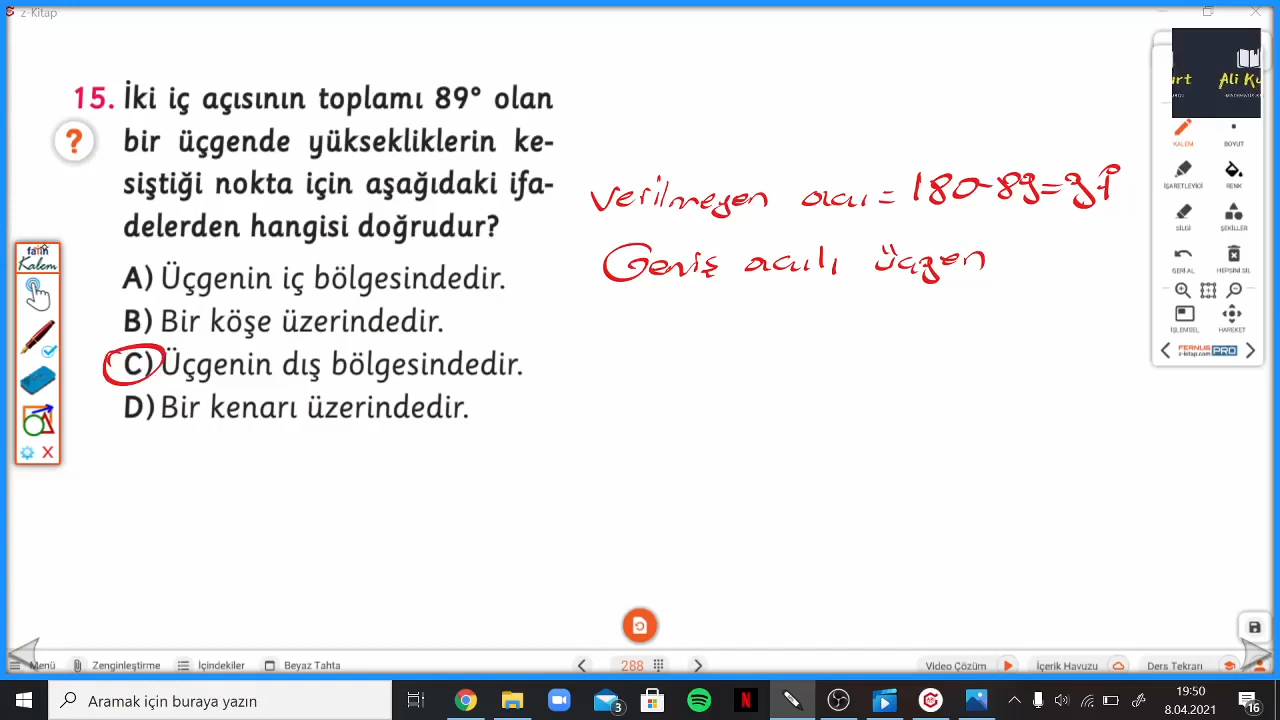 z-Kitap
15. İki iç açısının toplamı 89° olan
bir üçgende yüksekliklerin ke-
siştiği nokta için aşağıdaki ifa-
delerden hangisi doğrudur?
A) Üçgenin iç bölgesindedir.
B) Bir köşe üzerindedir.
C) Üçgenin dış bölgesindedir.
D) Bir kenarı üzerindedir.
?
verilmeyen acı = 180-89=91°
Geniş acılı üçgen
fatih
Kalem
Ali Ku
KALEM
BOYUT
İŞARETLEYİCİ
RENK
SİLGİ
ŞEKİLLER
GERİ AL
HEPSİNİ SİL
İŞLEMSEL
HAREKET
FERNUS
z-kitap.com PRO
Menü
Zenginleştirme
İçindekiler
Beyaz Tahta
288
Video Çözüm
İçerik Havuzu
Ders Tekrarı
Aramak için buraya yazın
3
N
19:50
8.04.2021
16